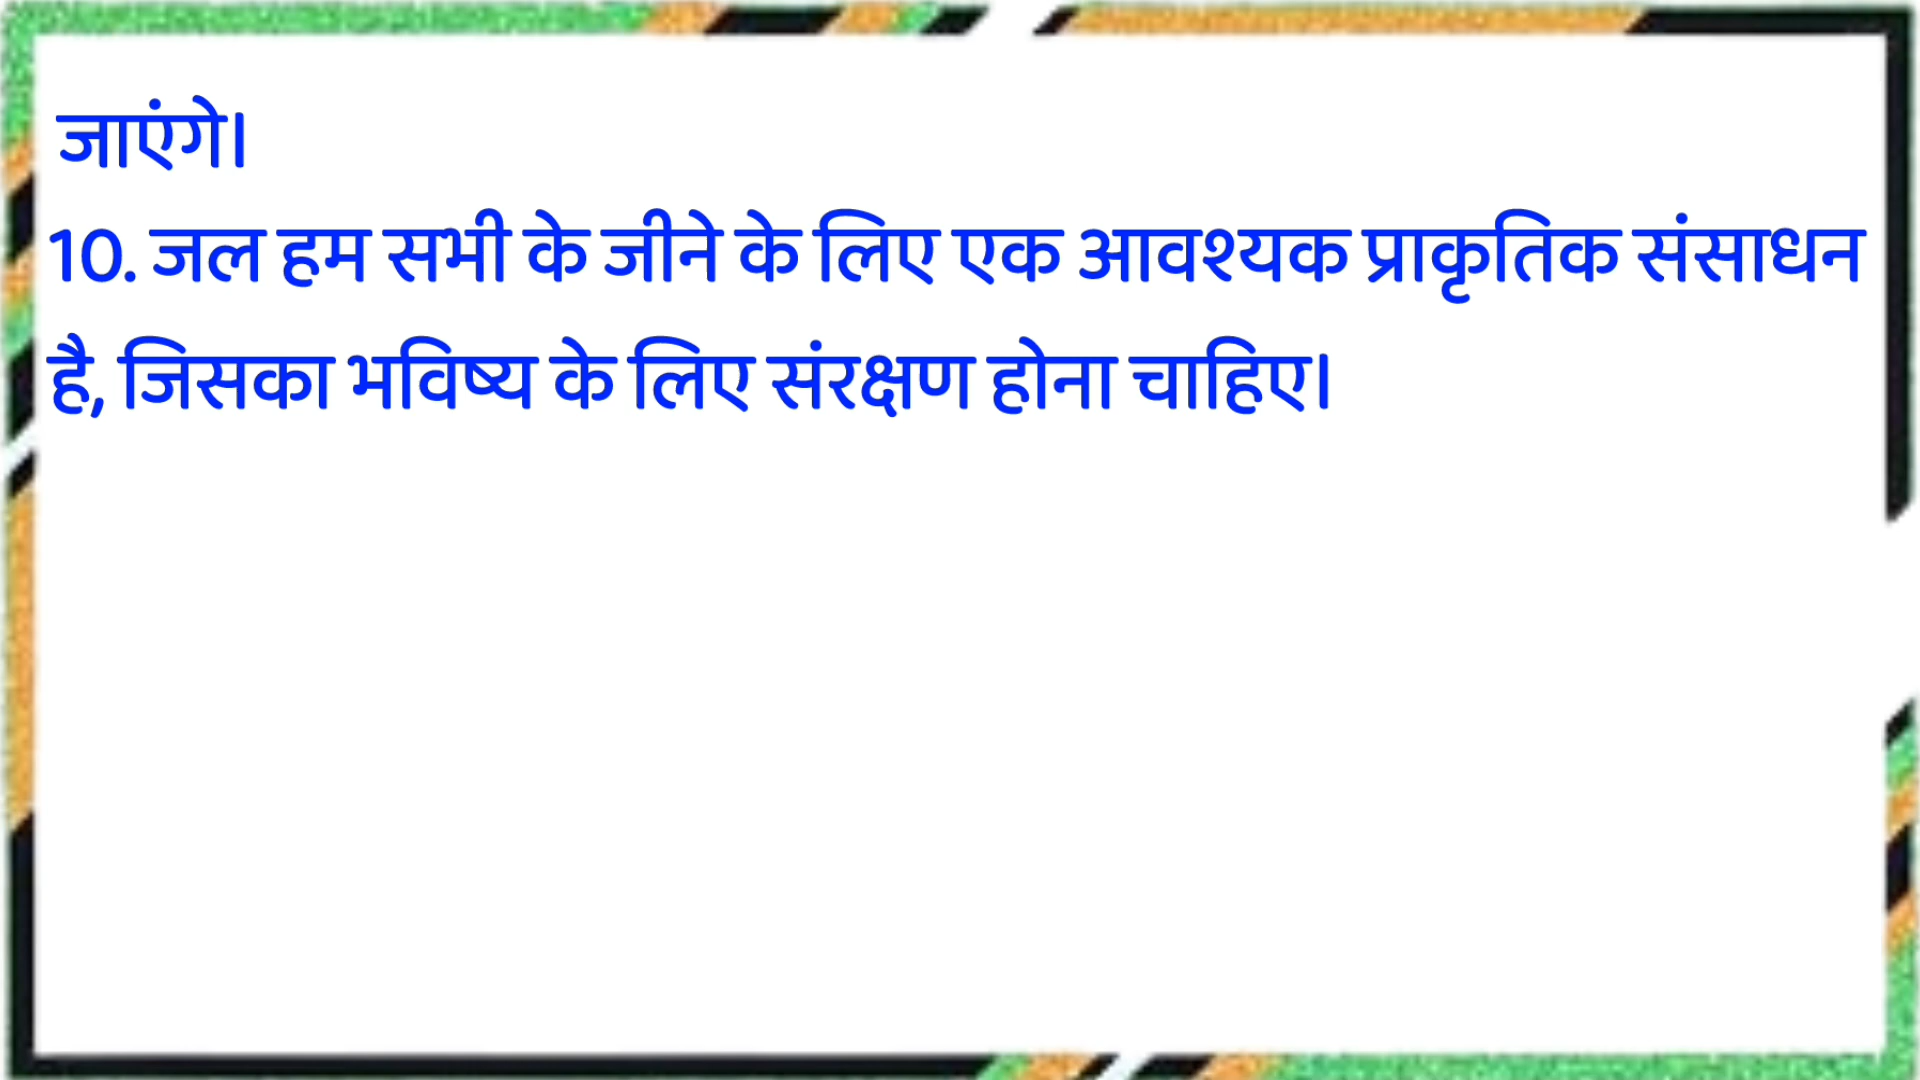 जाएंगे।
10. जल हम सभी के जीने के लिए एक आवश्यक प्राकृतिक संसाधन
है, जिसका भविष्य के लिए संरक्षण होना चाहिए।